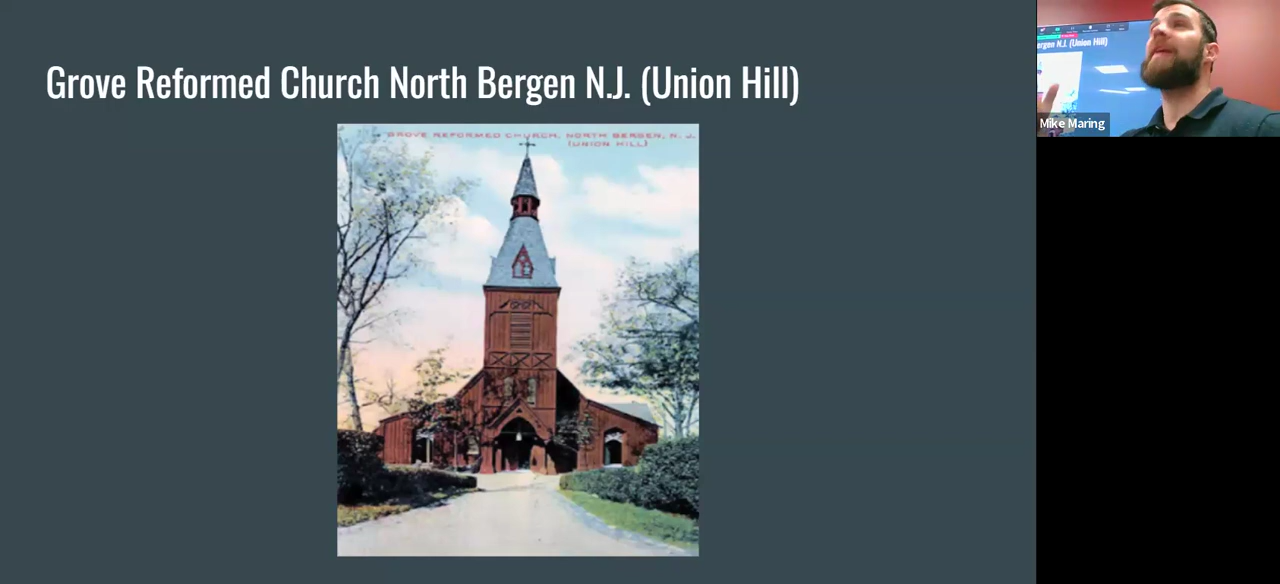 Grove Reformed Church North Bergen N.J. (Union Hill)
GROVE REFORMED CHURCH, NORTH BERGEN, N. J.
(UNION HILL)
ergen N.J. (Union Hill)
Mike Maring